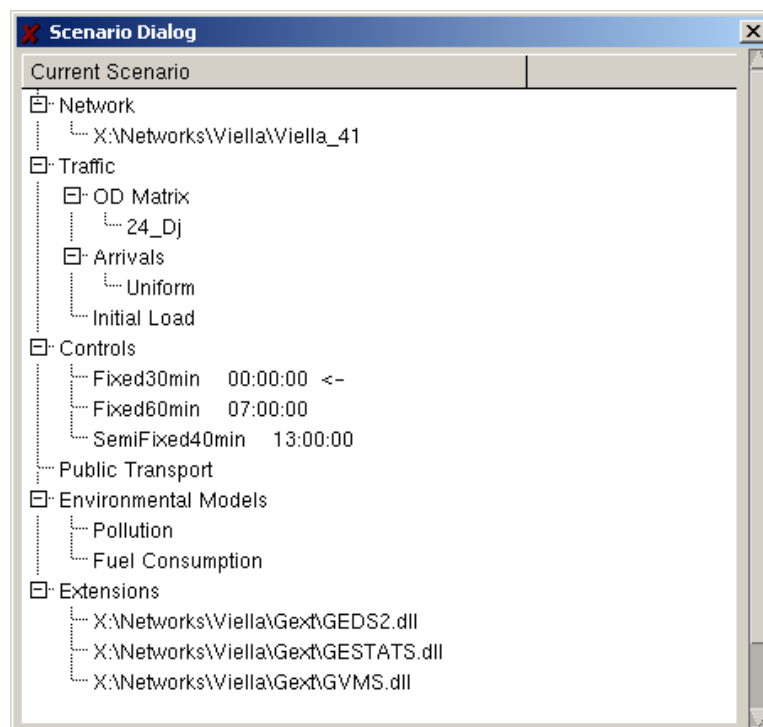 Scenario Dialog
Current Scenario
Network
X:\Networks\Viella\Viella_41
Traffic
OD Matrix
24_Dj
Arrivals
Uniform
Initial Load
Controls
Fixed30min 00:00:00 <-
Fixed60min 07:00:00
SemiFixed40min 13:00:00
Public Transport
Environmental Models
Pollution
Fuel Consumption
Extensions
X:\Networks\Viella\Gext\GEDS2.dll
X:\Networks\Viella\Gext\GESTATS.dll
X:\Networks\Viella\Gext\GVMS.dll